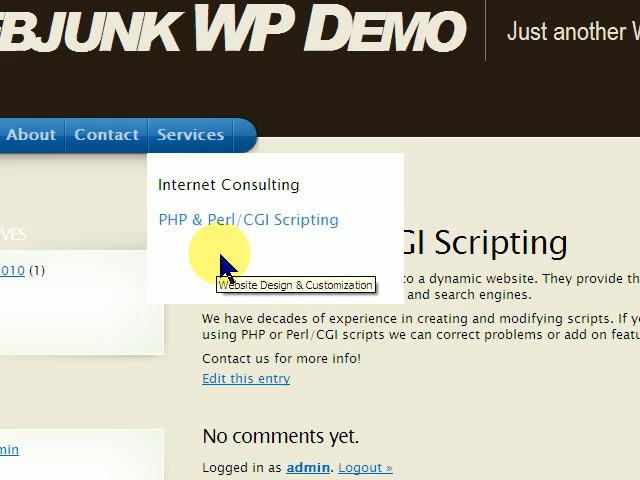 EBJUNK WP DEMO
Just another W
About
Contact
Services
Internet Consulting
PHP & Perl/CGI Scripting
Website Design & Customization
VES
010 (1)
GI Scripting
to a dynamic website. They provide th
and search engines.
We have decades of experience in creating and modifying scripts. If yo
using PHP or Perl/CGI scripts we can correct problems or add on featu
Contact us for more info!
Edit this entry
min
No comments yet.
Logged in as admin. Logout »